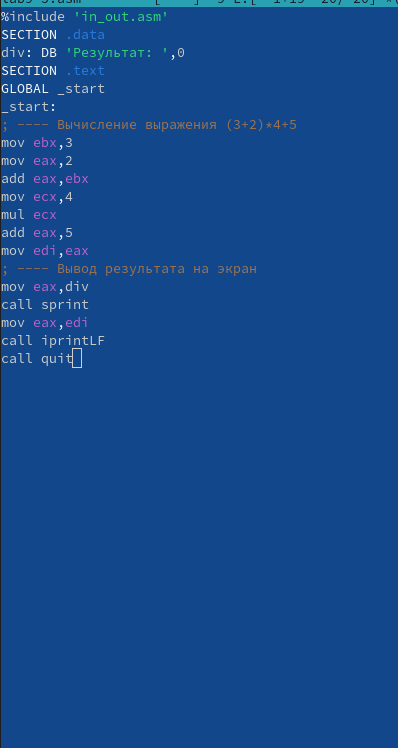 %include 'in_out.asm'
SECTION .data
div: DB 'Результат: ',0
SECTION .text
GLOBAL _start
_start:
; ---- Вычисление выражения (3+2)*4+5
mov ebx,3
mov eax,2
add eax,ebx
mov ecx,4
mul ecx
add eax,5
mov edi,eax
; ---- Вывод результата на экран
mov eax,div
call sprint
mov eax,edi
call iprintLF
call quit